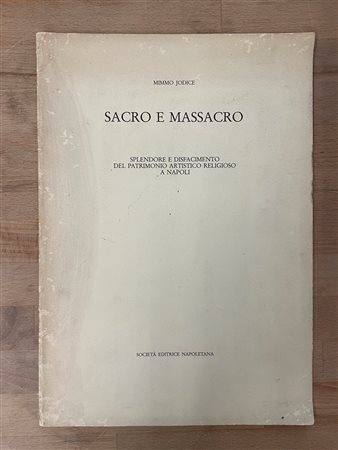 MIMMO JODICE
SACRO E MASSACRO
SPLENDORE E DISFACIMENTO
DEL PATRIMONIO ARTISTICO RELIGIOSO
A NAPOLI
SOCIETÀ EDITRICE NAPOLETANA